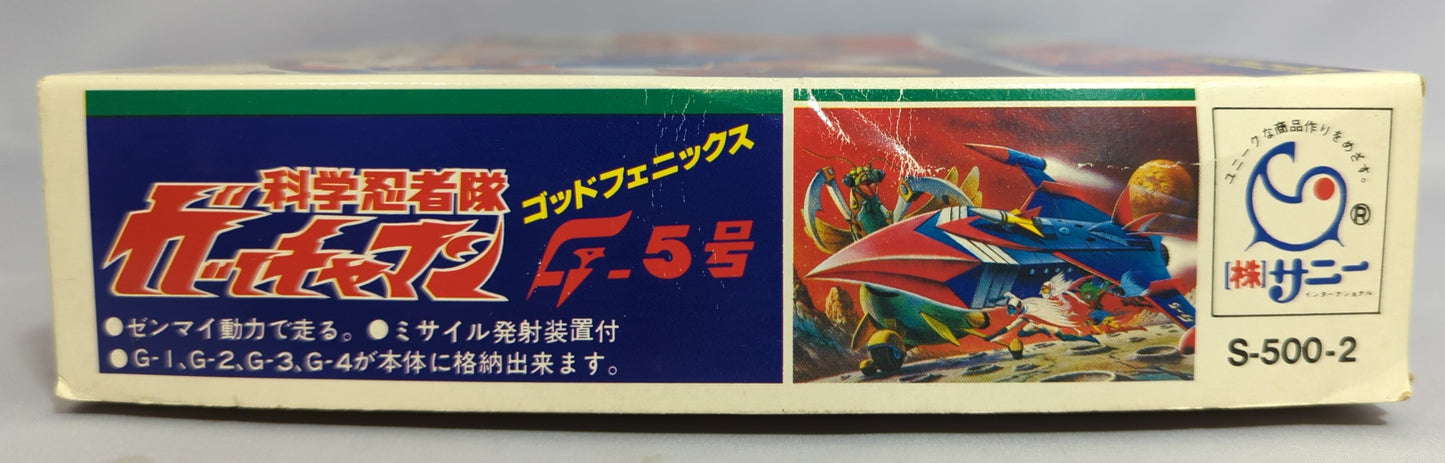 科学忍者隊
ガッチャマン
ゴッドフェニックス
G-5号
●ゼンマイ動力で走る。●ミサイル発射装置付
●G-1、G-2、G-3、G-4が本体に格納出来ます。
ユニークな商品作りをめざす。
®
[株]サニー
インターナショナル
S-500-2